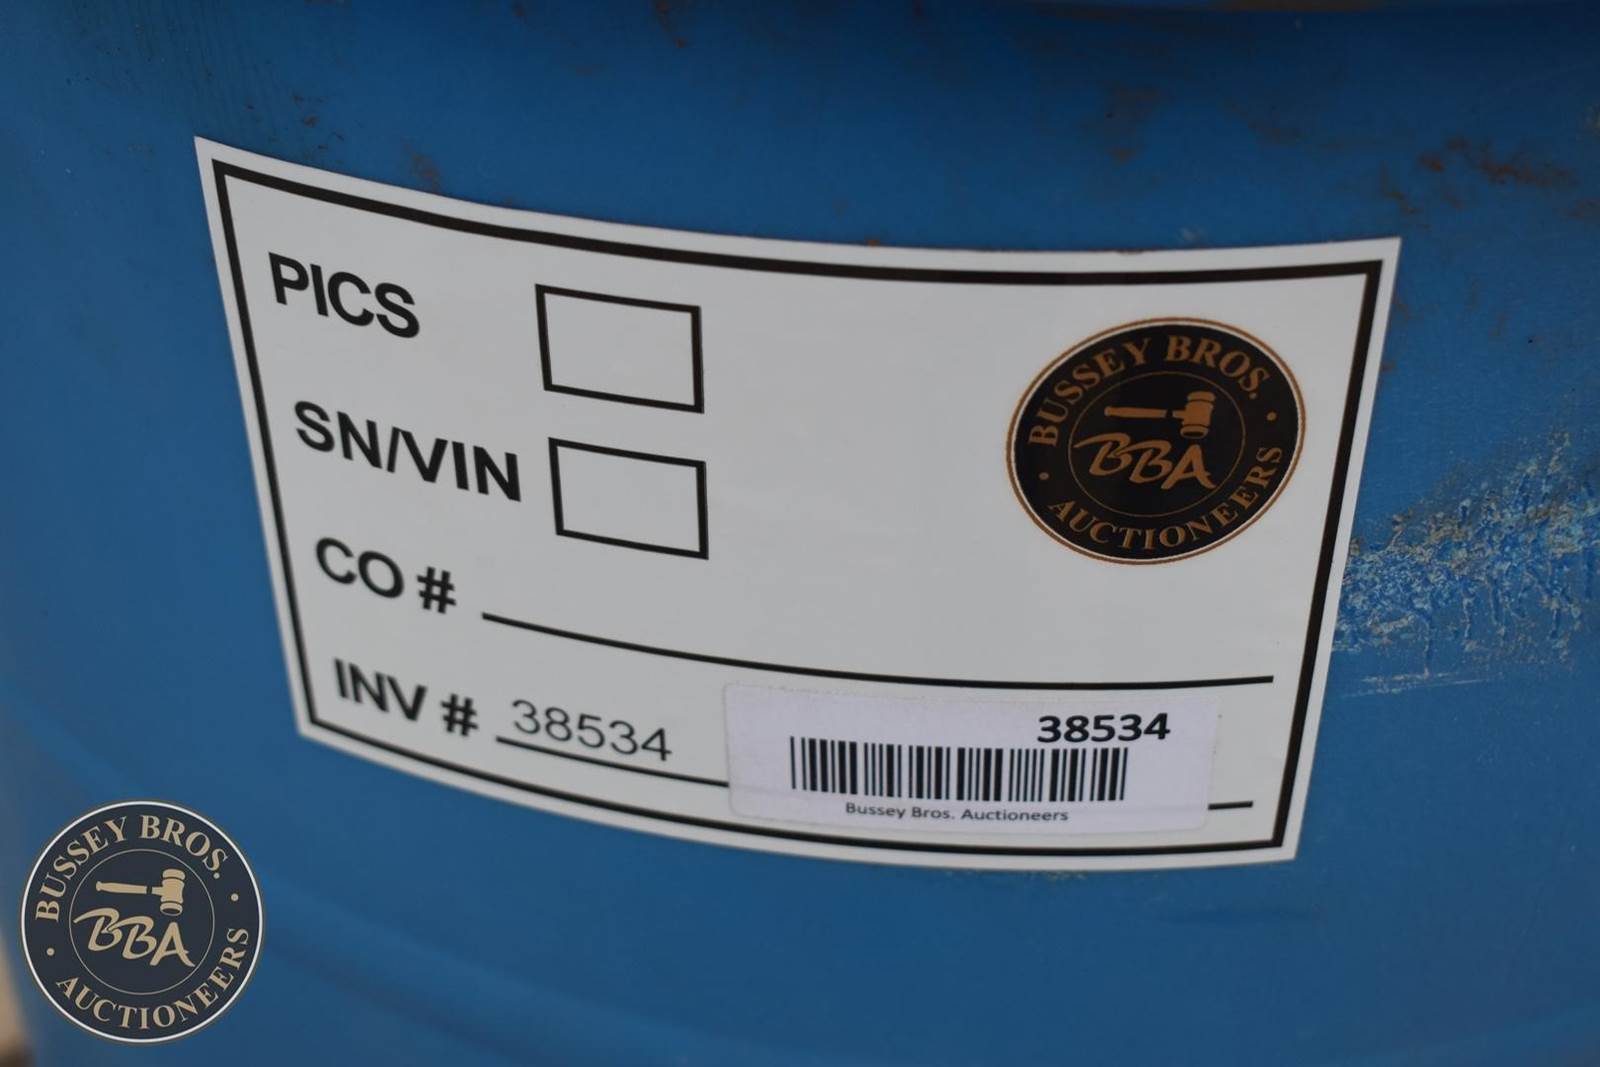 PICS
SN/VIN
CO #
INV # 38534
BUSSEY BROS.
BBA
AUCTIONEERS
38534
Bussey Bros. Auctioneers
BUSSEY BROS.
BBA
AUCTIONEERS